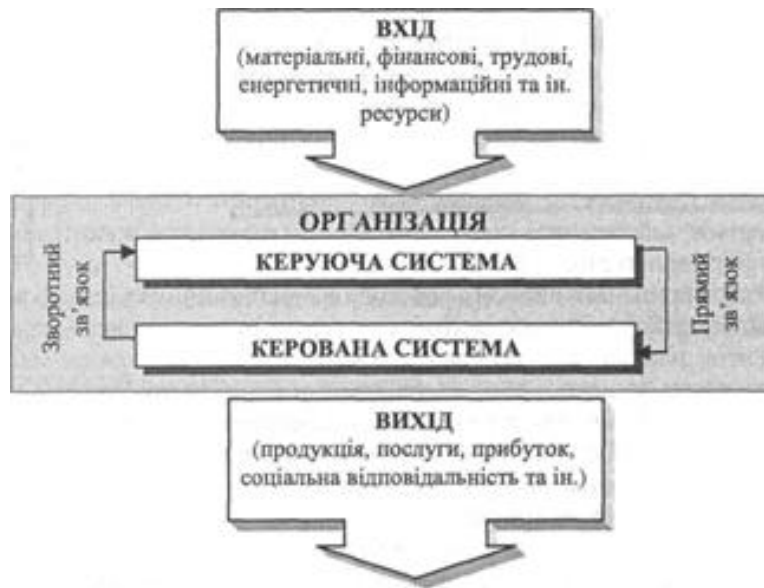 ВХІД
(матеріальні, фінансові, трудові,
енергетичні, інформаційні та ін.
ресурси)
ОРГАНІЗАЦІЯ
КЕРУЮЧА СИСТЕМА
Зворотний
зв'язок
Прямий
зв'язок
КЕРОВАНА СИСТЕМА
ВИХІД
(продукція, послуги, прибуток,
соціальна відповідальність та ін.)